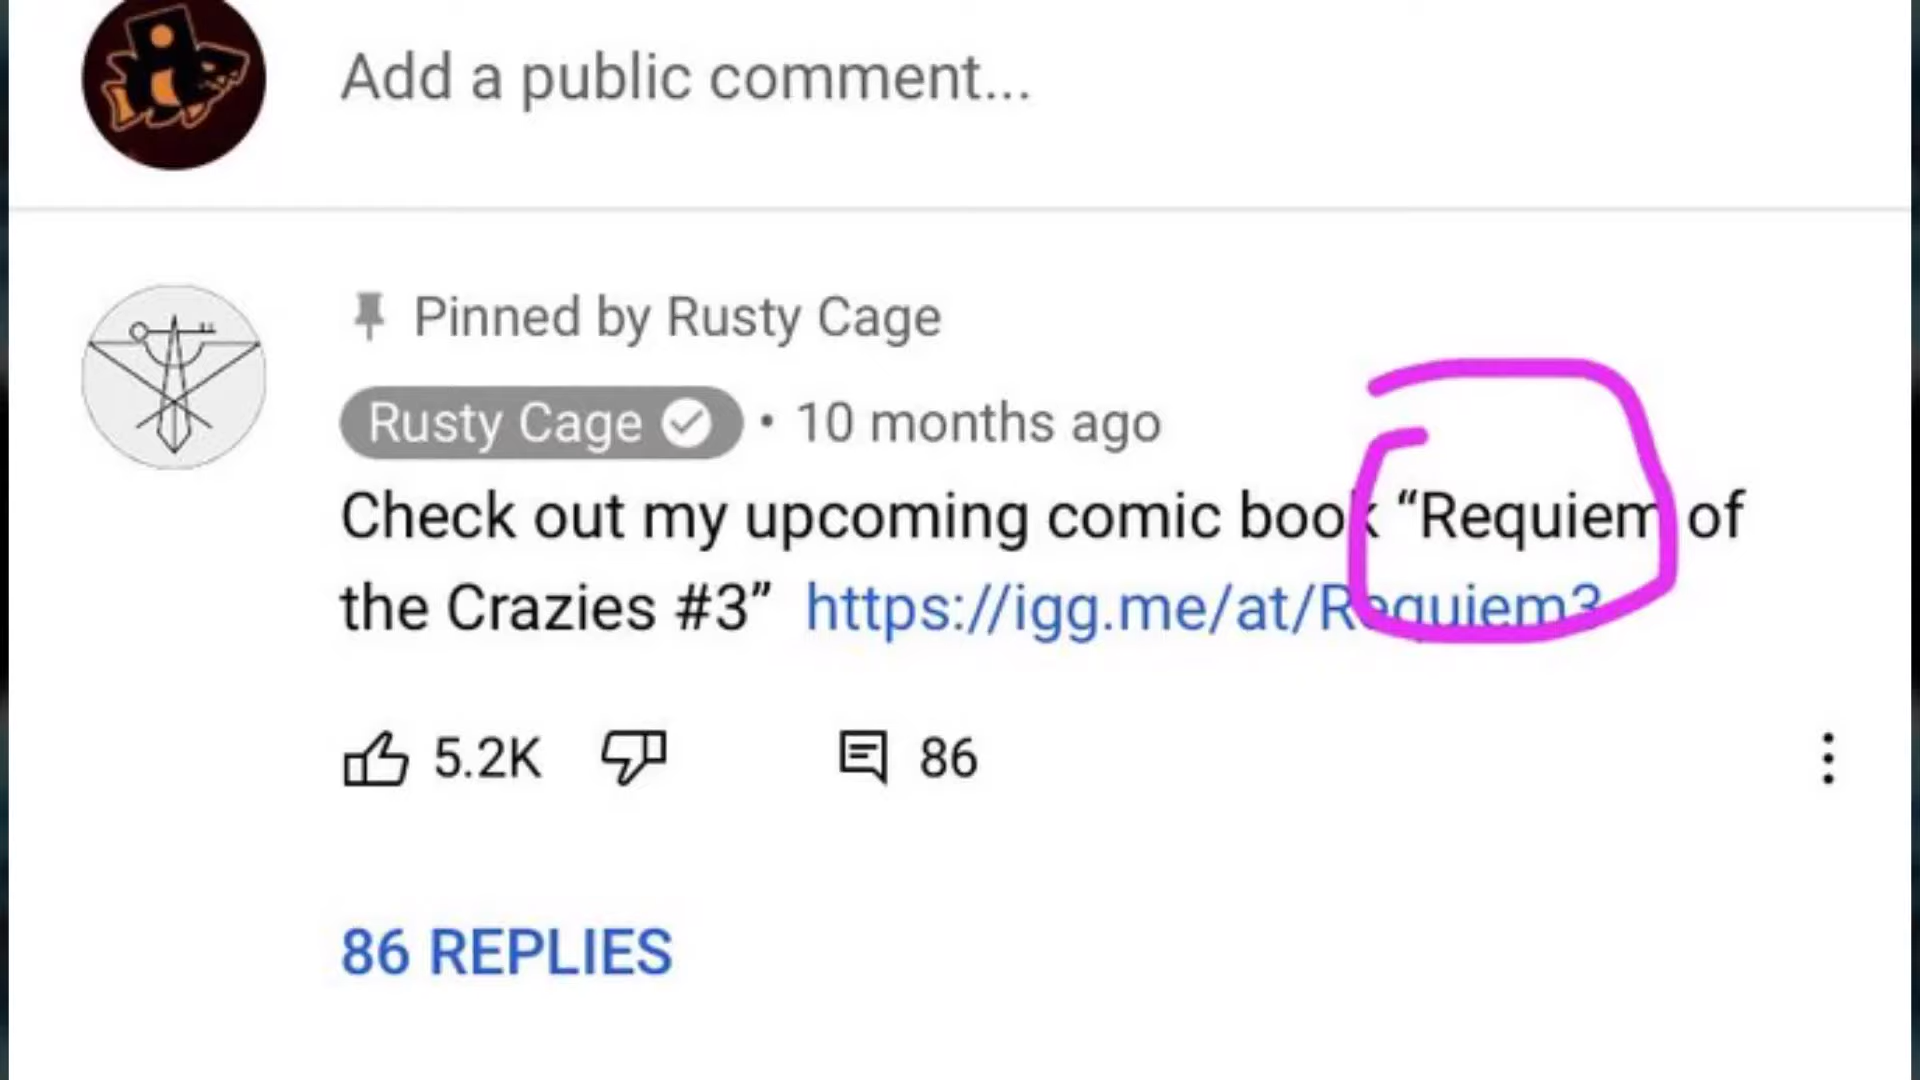 Add a public comment...
Pinned by Rusty Cage
Rusty Cage • 10 months ago
Check out my upcoming comic book “Requiem of
the Crazies #3” https://igg.me/at/Requiem3
5.2K 86
86 REPLIES